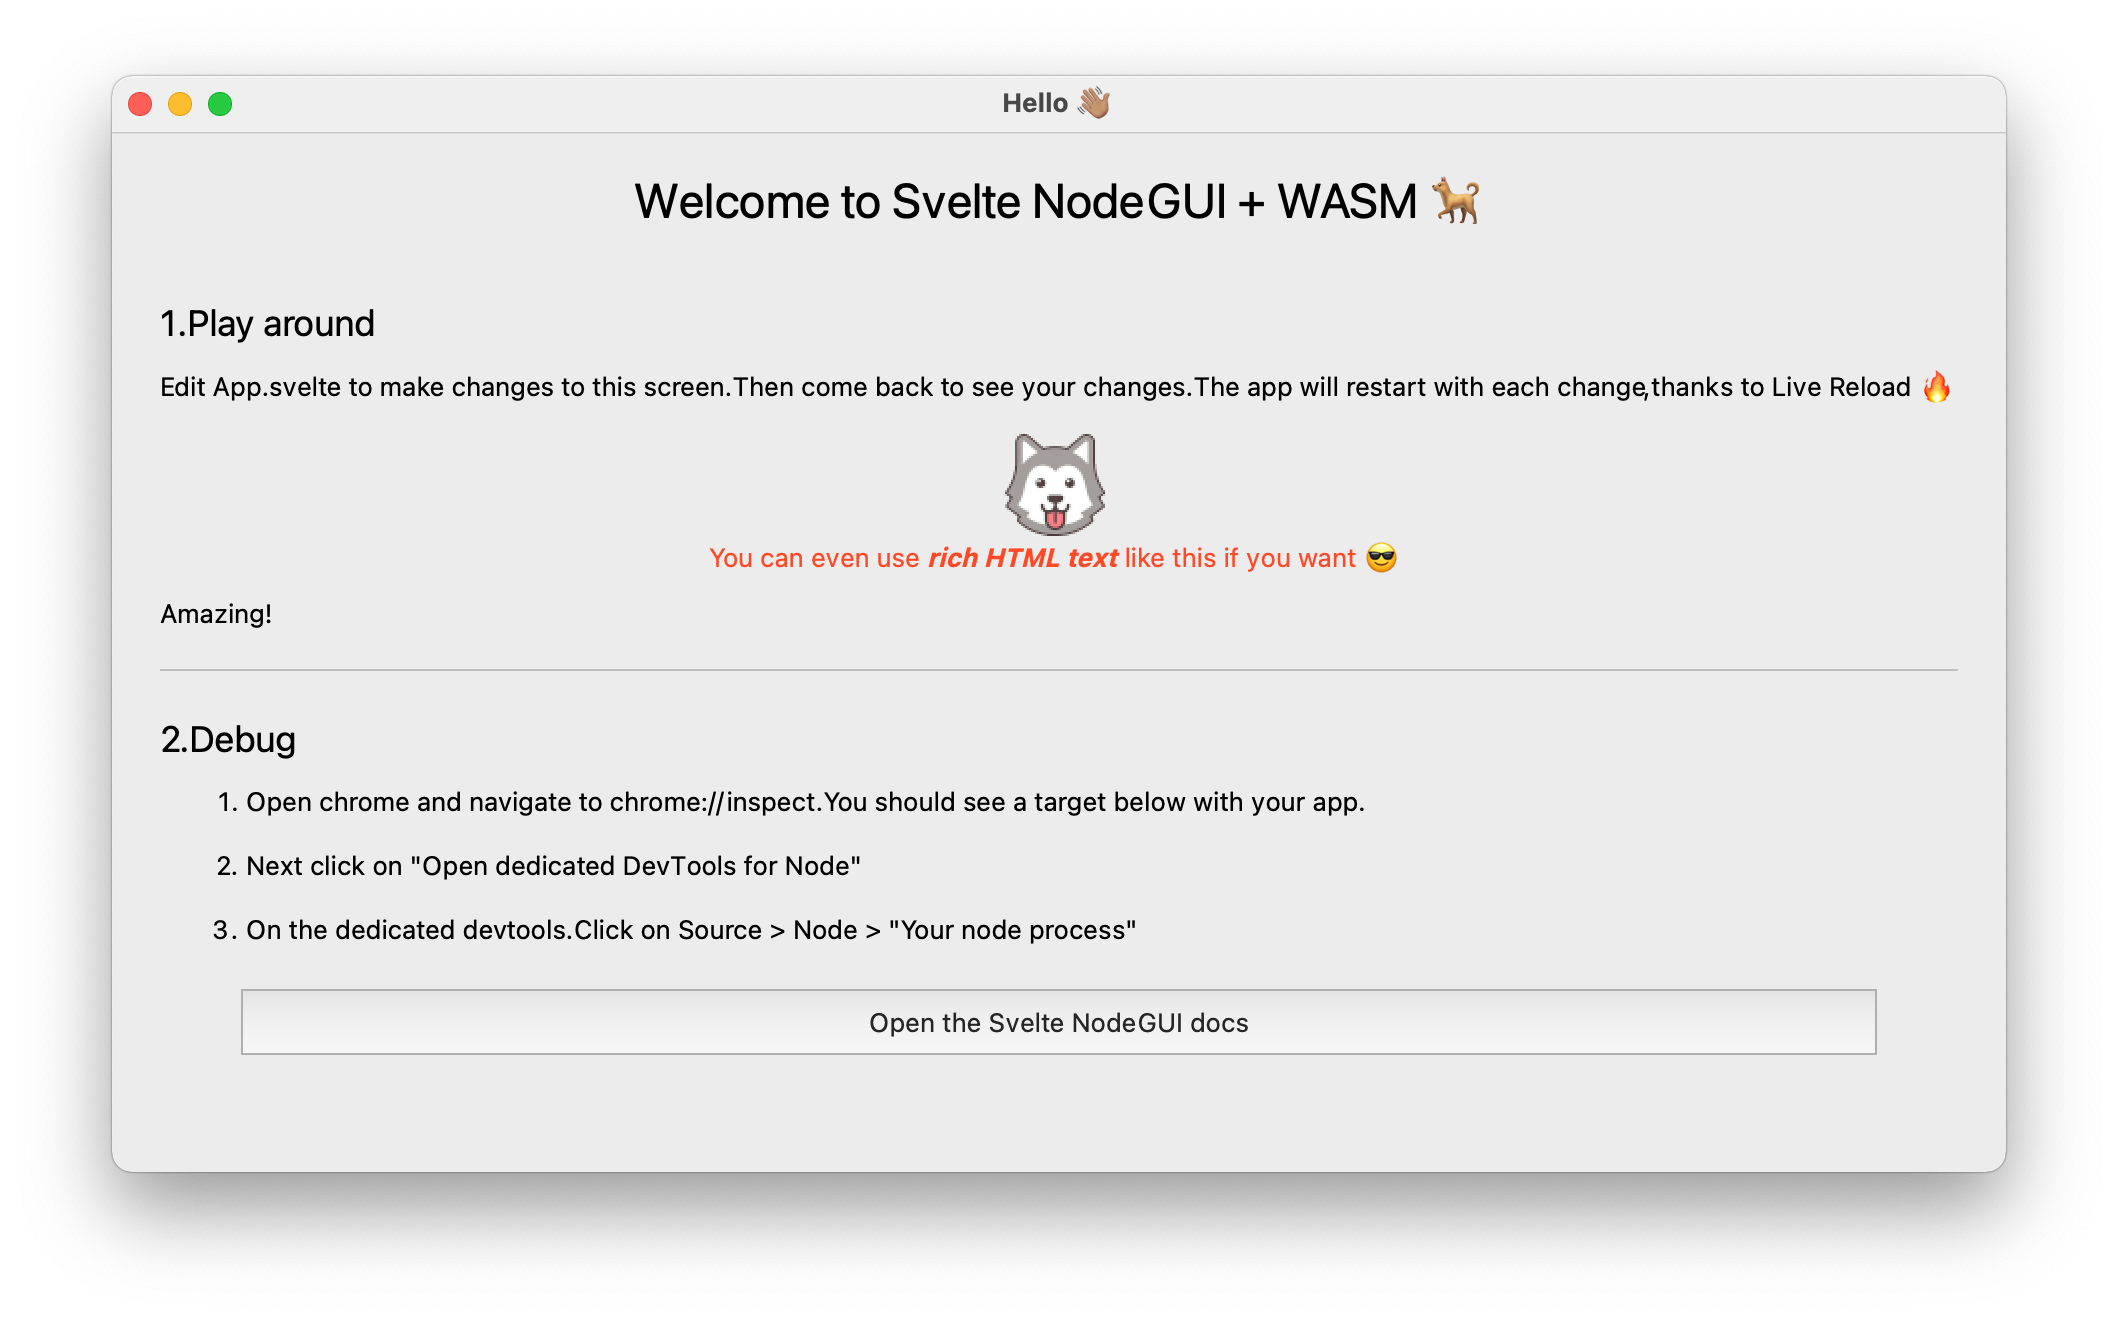 Hello 👋🏽
Welcome to Svelte NodeGUI + WASM 🐕
1.Play around
Edit App.svelte to make changes to this screen.Then come back to see your changes.The app will restart with each change,thanks to Live Reload 🔥
You can even use rich HTML text like this if you want 😎
Amazing!
2.Debug
1. Open chrome and navigate to chrome://inspect.You should see a target below with your app.
2. Next click on "Open dedicated DevTools for Node"
3. On the dedicated devtools.Click on Source > Node > "Your node process"
Open the Svelte NodeGUI docs